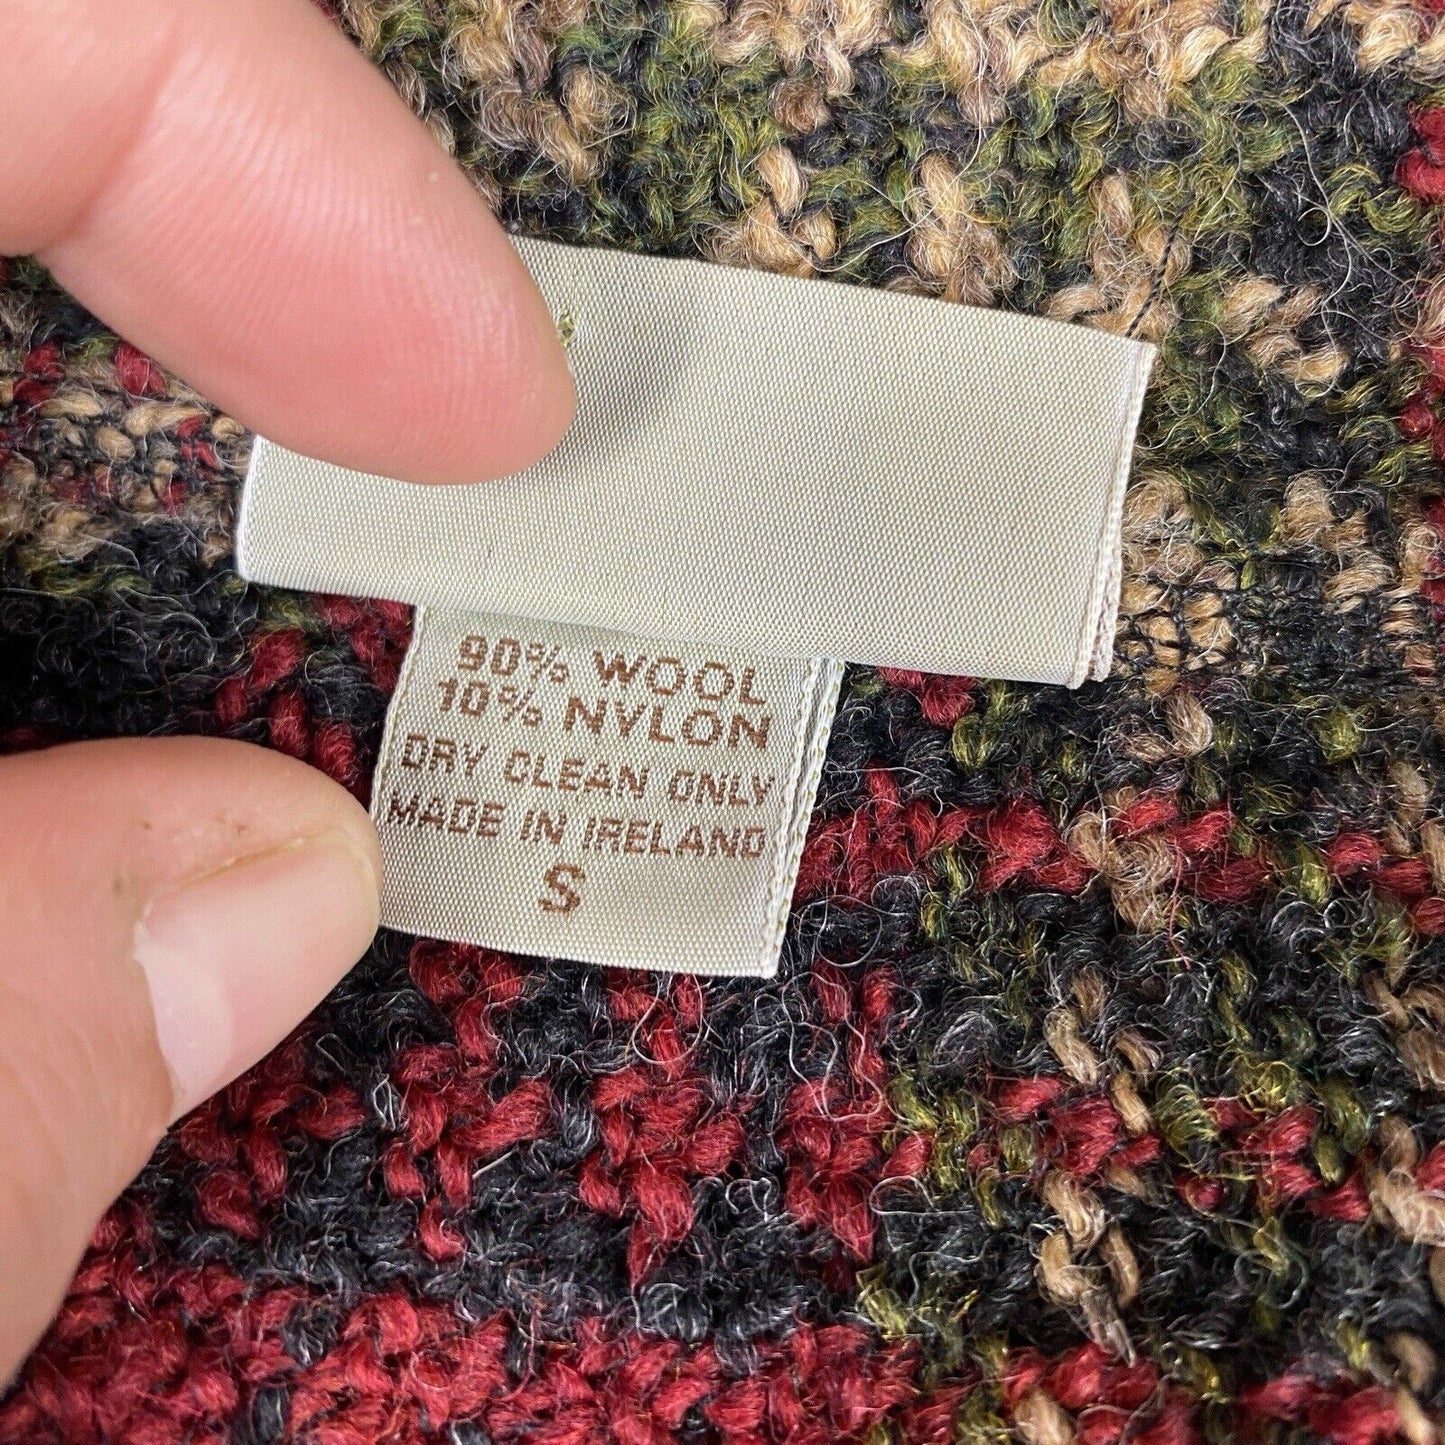 90% WOOL
10% NYLON
DRY CLEAN ONLY
MADE IN IRELAND
S